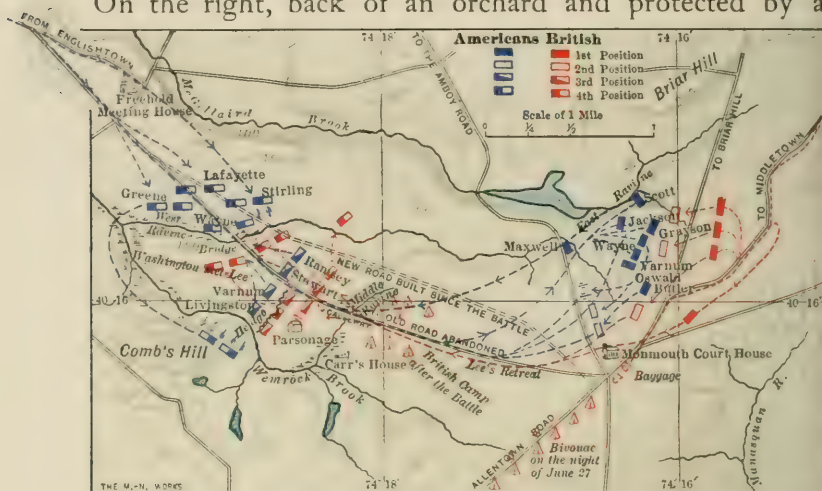 On the right, back of an orchard and protected by a
FROM ENGLISHTOWN
74°18'
TO THE AMBOY ROAD
74°16'
Americans British
1st Position
2nd Position
3rd Position
4th Position
Scale of 1 Mile
0 ¼ ½ 1
Briar Hill
TO BRIAR HILL
TO MIDDLETOWN
Freehold
Meeting House
McGillaird
Brook
Lafayette
Greene
Stirling
West
Wayne
Ravine
Bridge
Washington Met Lee
East Ravine
Scott
Jackson
Grayson
Maxwell
Wayne
Varnum
Oswald
Butler
Ramsey
Stewart
NEW ROAD BUILT SINCE THE BATTLE
Middle
Ravine
OLD ROAD ABANDONED
Varnum
Livingston
Hedge
40°16'
40°16'
Parsonage
Comb's Hill
Carr's House
British Camp
after the Battle
Lee's Retreat
Monmouth Court House
Baggage
Wemrock
Brook
ALLENTOWN ROAD
Bivouac
on the night
of June 27
Manasquan R.
THE M.-N. WORKS
74°18'
74°16'